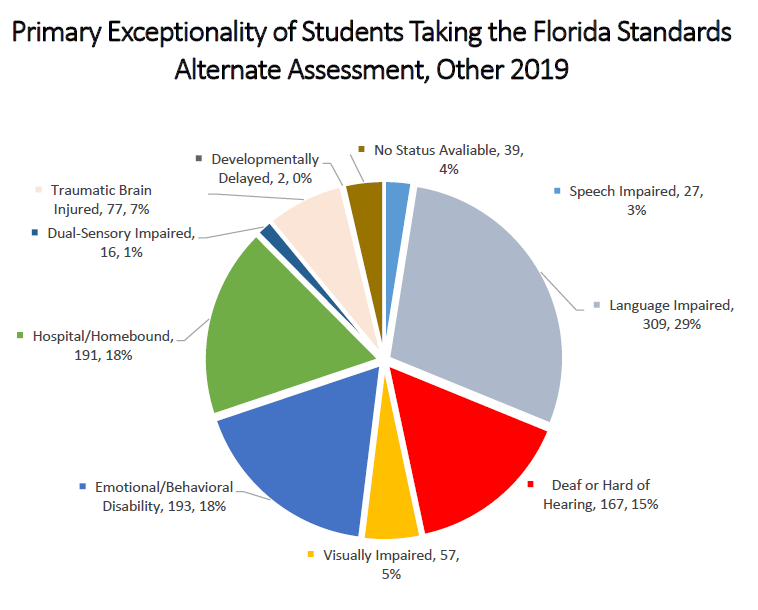 Primary Exceptionality of Students Taking the Florida Standards
Alternate Assessment, Other 2019
No Status Avaliable, 39,
4%
Developmentally
Delayed, 2, 0%
Traumatic Brain
Injured, 77, 7%
Speech Impaired, 27,
3%
Dual-Sensory Impaired,
16, 1%
Language Impaired,
309, 29%
Hospital/Homebound,
191, 18%
Deaf or Hard of
Hearing, 167, 15%
Emotional/Behavioral
Disability, 193, 18%
Visually Impaired, 57,
5%